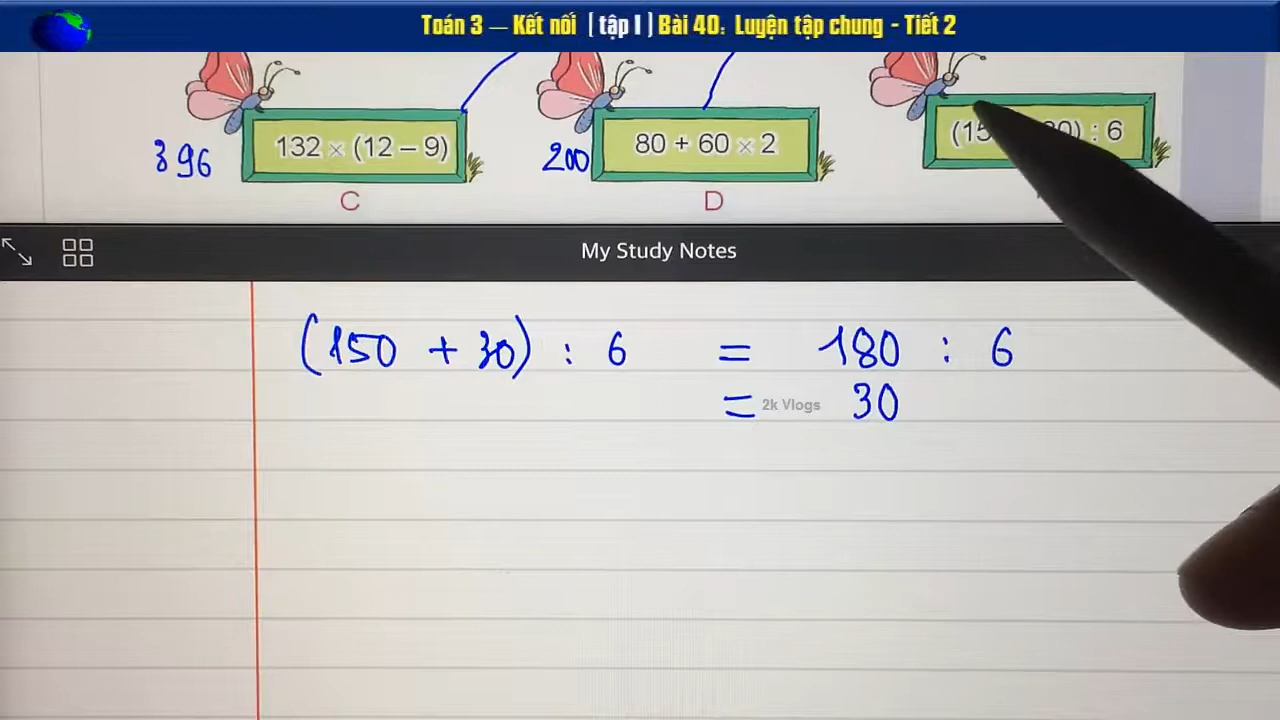 Toán 3 – Kết nối [ tập I ] Bài 40: Luyện tập chung - Tiết 2
396 132 × (12 – 9) 200 80 + 60 × 2 : 6
C D
My Study Notes
(150 + 30) : 6 = 180 : 6
= 30
2k Vlogs